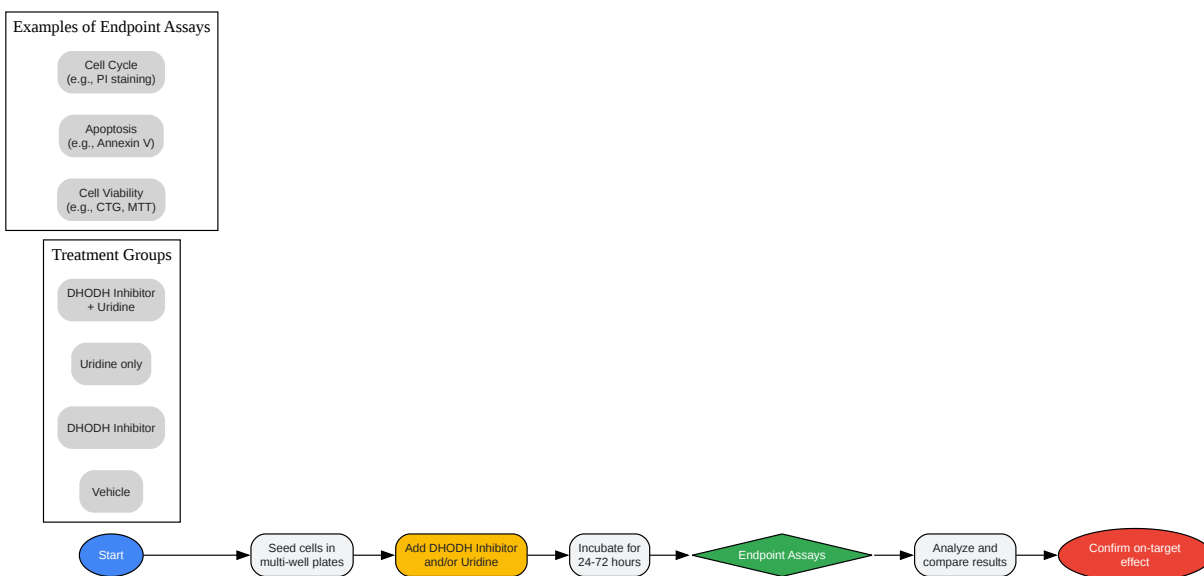 Examples of Endpoint Assays
Cell Cycle
(e.g., PI staining)
Apoptosis
(e.g., Annexin V)
Cell Viability
(e.g., CTG, MTT)
Treatment Groups
DHODH Inhibitor
+ Uridine
Uridine only
DHODH Inhibitor
Vehicle
Start
Seed cells in
multi-well plates
Add DHODH Inhibitor
and/or Uridine
Incubate for
24-72 hours
Endpoint Assays
Analyze and
compare results
Confirm on-target
effect